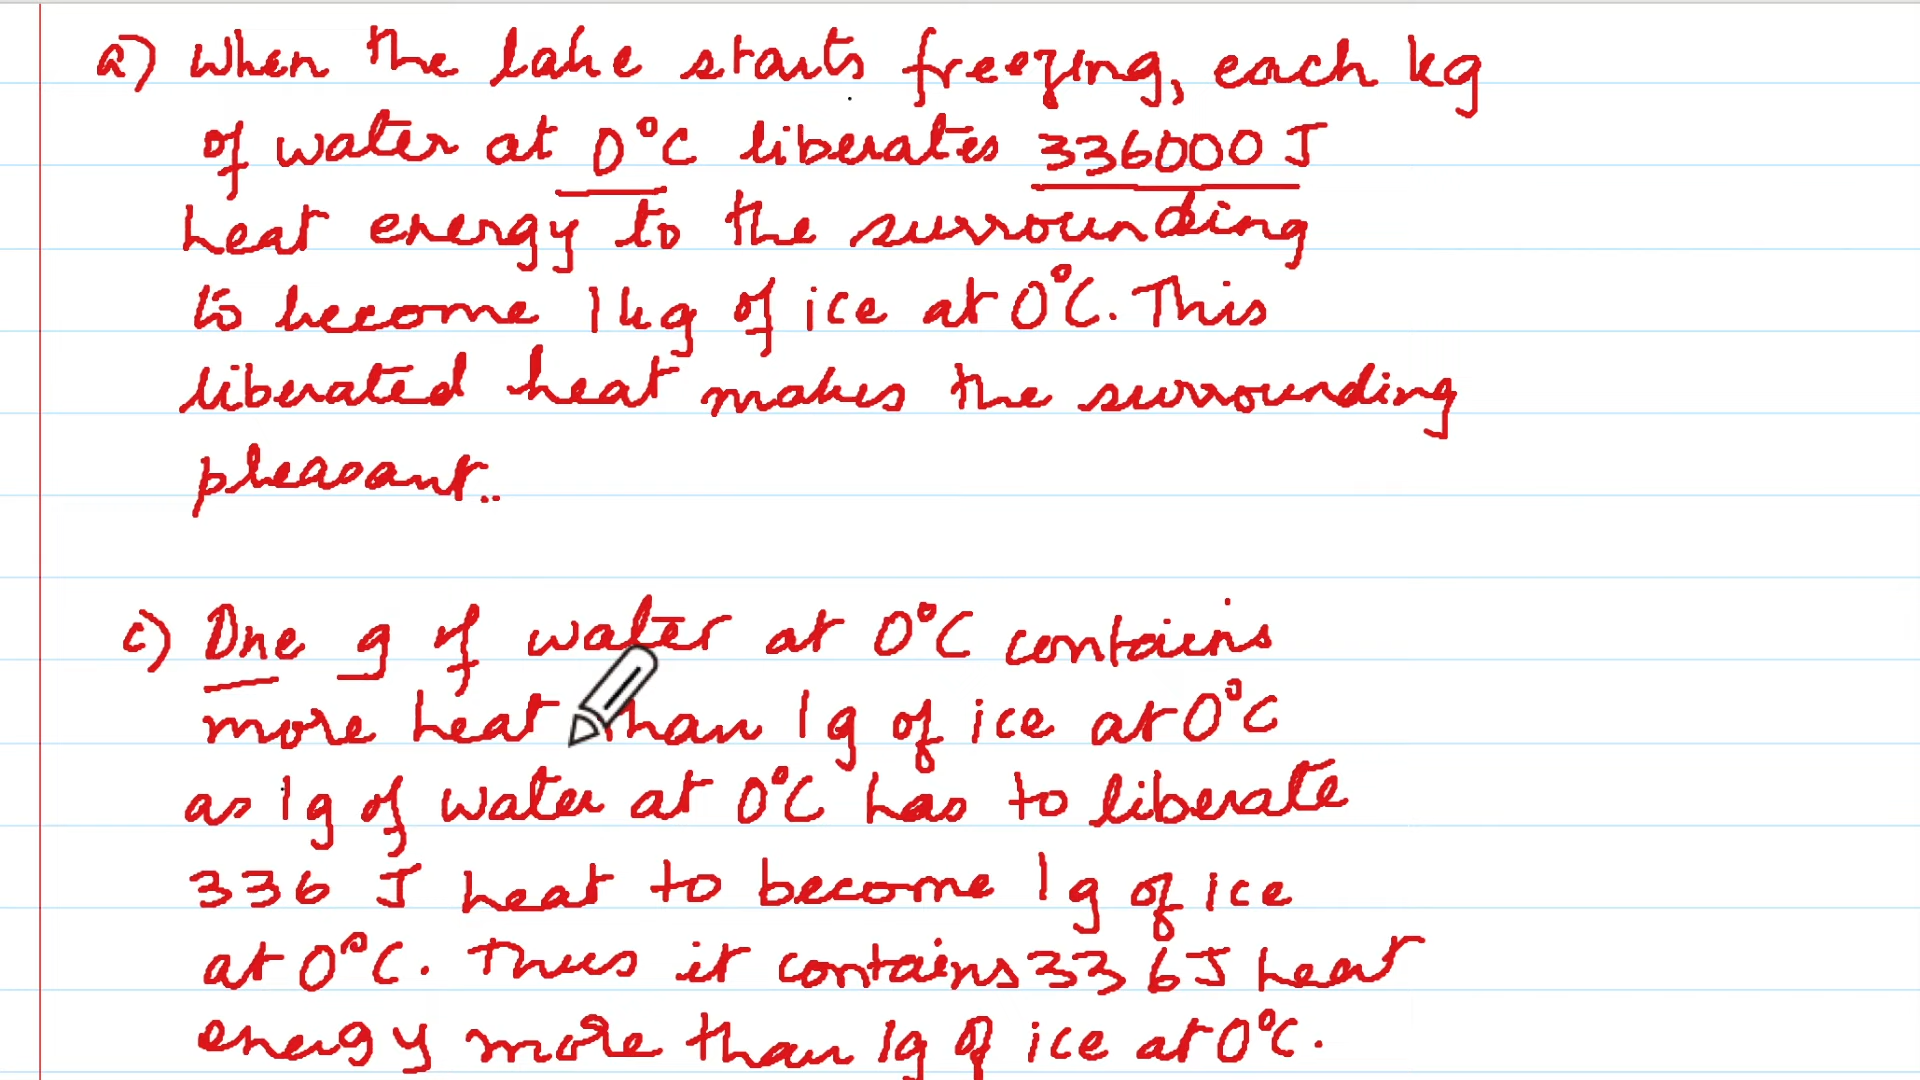 a) When the lake starts freezing, each kg
of water at 0°C liberates 336000 J
heat energy to the surrounding
to become 1 kg of ice at 0°C. This
liberated heat makes the surrounding
pleasant..
c) One g of water at 0°C contains
more heat than 1g of ice at 0°C
as 1g of water at 0°C has to liberate
336 J heat to become 1g of ice
at 0°C. Thus it contains 336J heat
energy more than 1g of ice at 0°C.